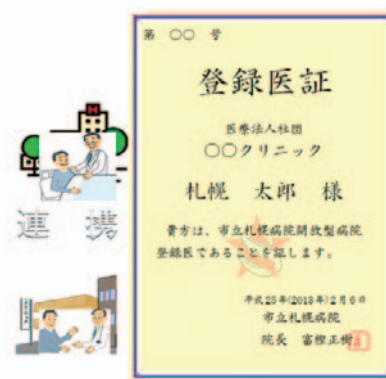 第 〇〇 号
登録医証
医療法人社団
〇〇クリニック
札幌 太郎 様
貴方は、市立札幌病院開放型病院
登録医であることを証します。
平成25年(2013年)2月6日
市立札幌病院
院長 富樫正樹
H
連携